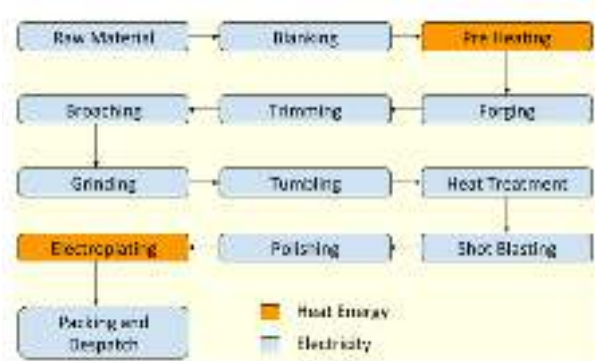 Raw Material
Blanking
Pre Heating
Forging
Trimming
Broaching
Grinding
Tumbling
Heat Treatment
Shot Blasting
Polishing
Electroplating
Packing and
Despatch
Heat Energy
Electricity